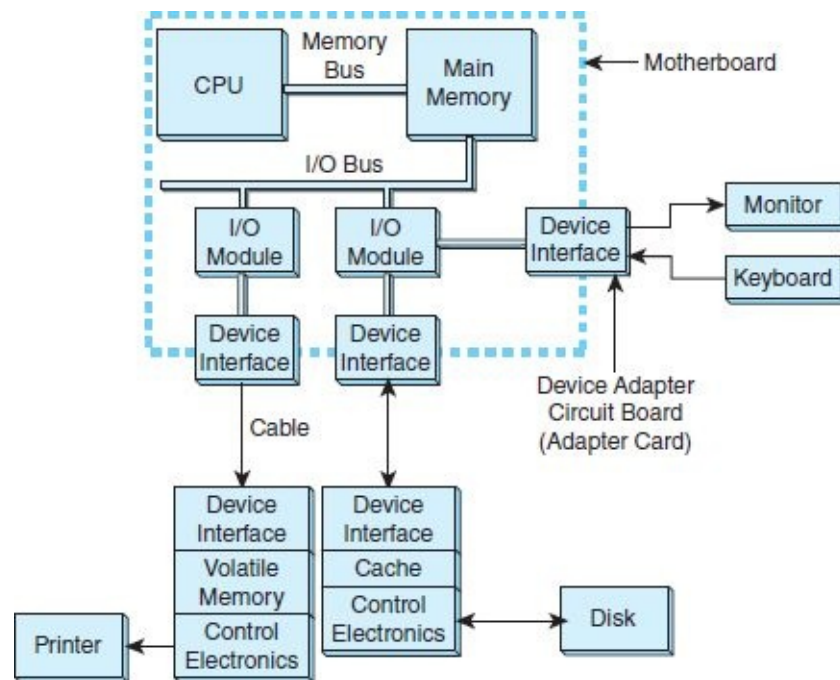 CPU
Memory
Bus
Main
Memory
Motherboard
I/O Bus
I/O
Module
I/O
Module
Device
Interface
Monitor
Keyboard
Device
Interface
Device
Interface
Device Adapter
Circuit Board
(Adapter Card)
Cable
Device
Interface
Volatile
Memory
Control
Electronics
Device
Interface
Cache
Control
Electronics
Printer
Disk